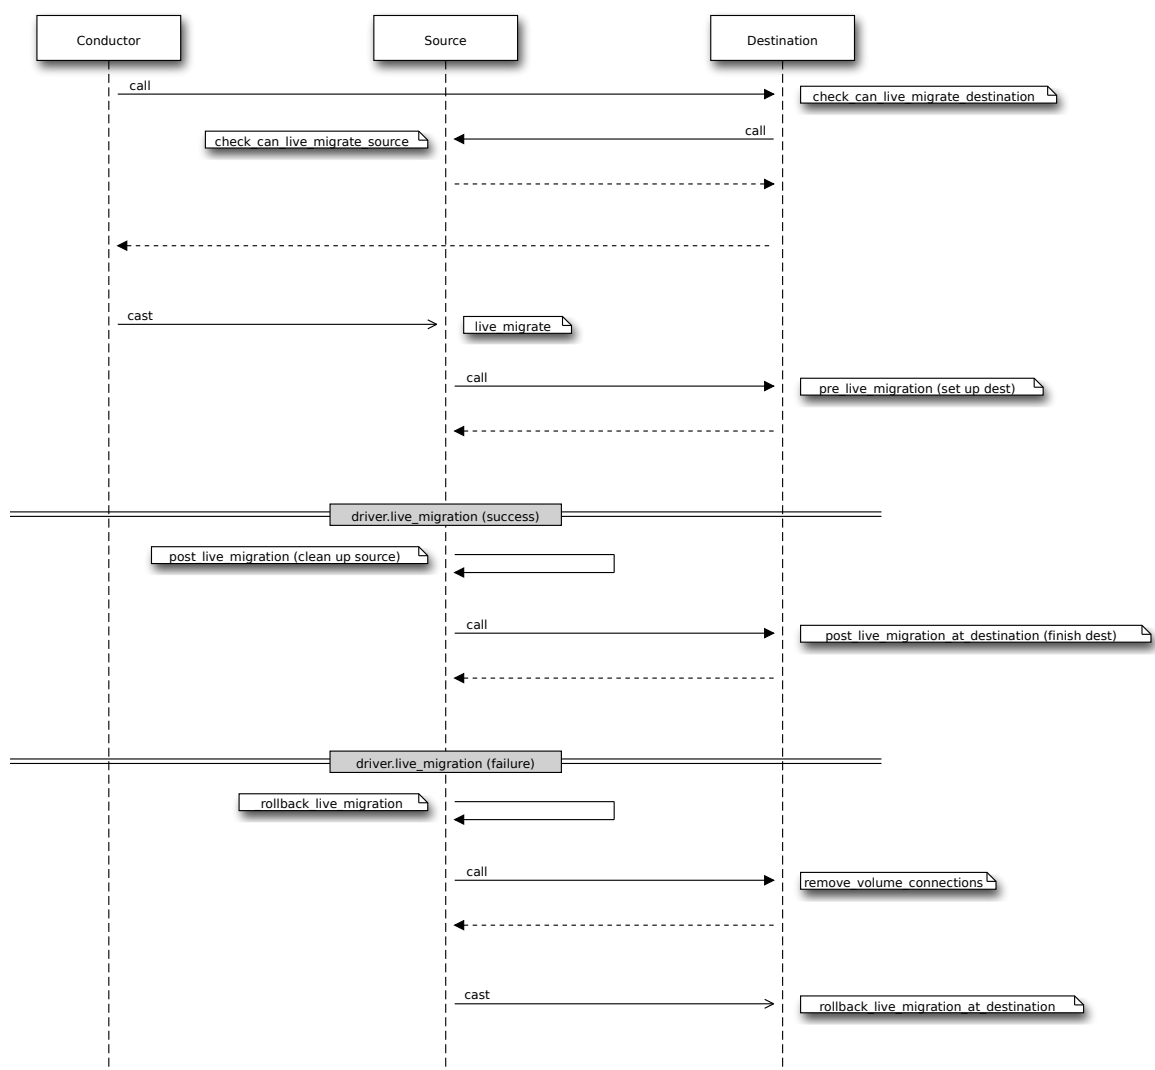 Conductor
Source
Destination
call
check_can_live_migrate_destination
call
check_can_live_migrate_source
cast
live_migrate
call
pre_live_migration (set up dest)
driver.live_migration (success)
post_live_migration (clean up source)
call
post_live_migration_at_destination (finish dest)
driver.live_migration (failure)
rollback_live_migration
call
remove_volume_connections
cast
rollback_live_migration_at_destination